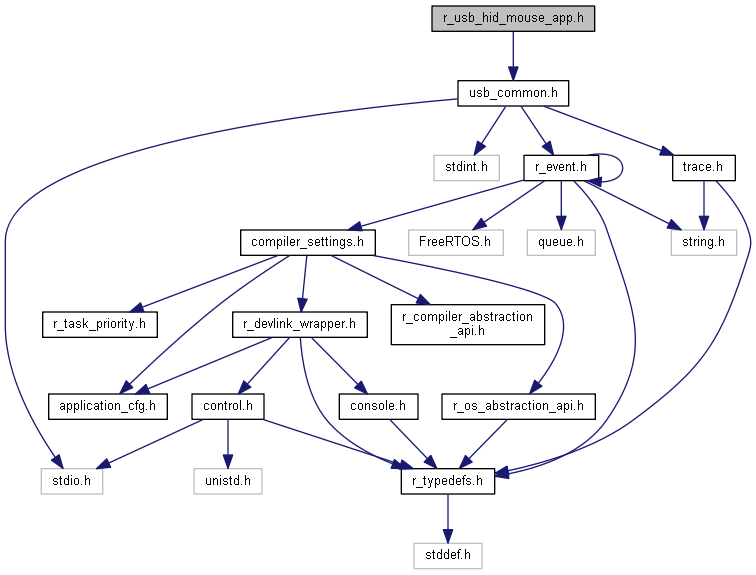 r_usb_hid_mouse_app.h
usb_common.h
stdint.h
r_event.h
trace.h
compiler_settings.h
FreeRTOS.h
queue.h
string.h
r_task_priority.h
r_devlink_wrapper.h
r_compiler_abstraction
_api.h
application_cfg.h
control.h
console.h
r_os_abstraction_api.h
stdio.h
unistd.h
r_typedefs.h
stddef.h